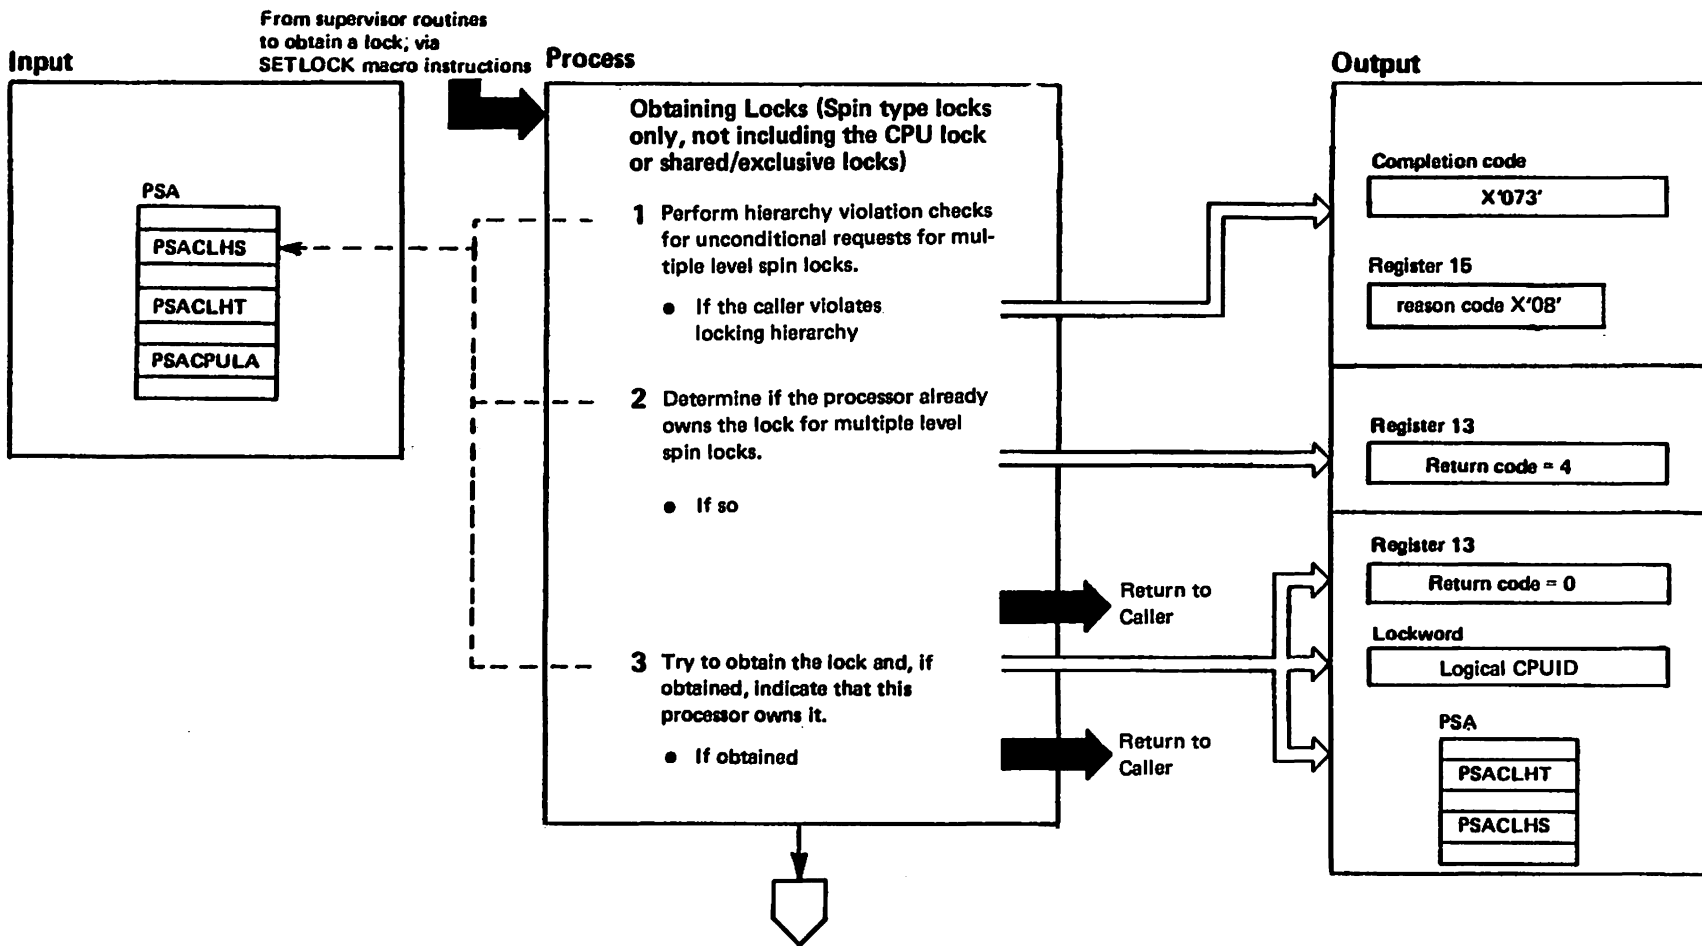 From supervisor routines
to obtain a lock; via
SETLOCK macro instructions
Input
PSA
PSACLHS
PSACLHT
PSACPULA
Process
Obtaining Locks (Spin type locks
only, not including the CPU lock
or shared/exclusive locks)
1 Perform hierarchy violation checks
for unconditional requests for mul-
tiple level spin locks.
● If the caller violates
locking hierarchy
2 Determine if the processor already
owns the lock for multiple level
spin locks.
● If so
Return to
Caller
3 Try to obtain the lock and, if
obtained, indicate that this
processor owns it.
● If obtained
Return to
Caller
Output
Completion code
X'073'
Register 15
reason code X'08'
Register 13
Return code = 4
Register 13
Return code = 0
Lockword
Logical CPUID
PSA
PSACLHT
PSACLHS